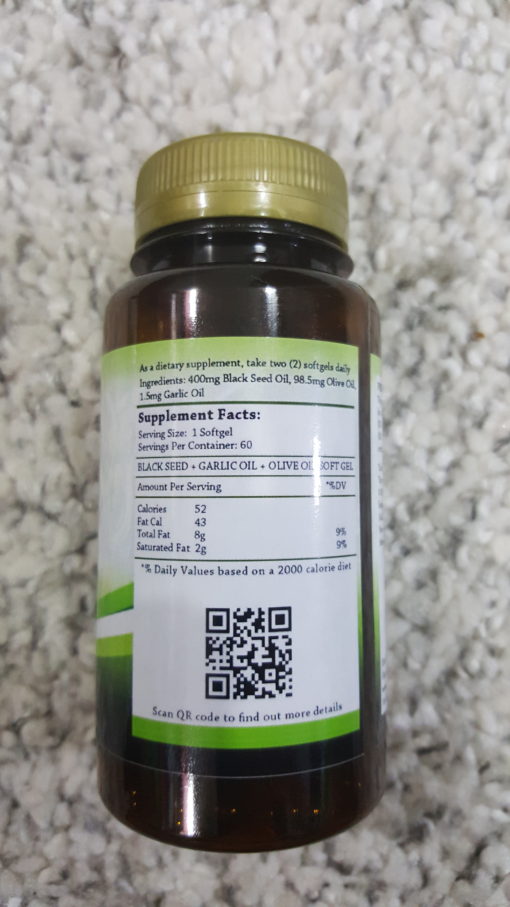 As a dietary supplement, take two (2) softgels daily
Ingredients: 400mg Black Seed Oil, 98.5mg Olive Oil,
1.5mg Garlic Oil
Supplement Facts:
Serving Size: 1 Softgel
Servings Per Container: 60
BLACK SEED + GARLIC OIL + OLIVE OIL SOFT GEL
Amount Per Serving *%DV
Calories 52
Fat Cal 43
Total Fat 8g 9%
Saturated Fat 2g 9%
*% Daily Values based on a 2000 calorie diet
Scan QR code to find out more details